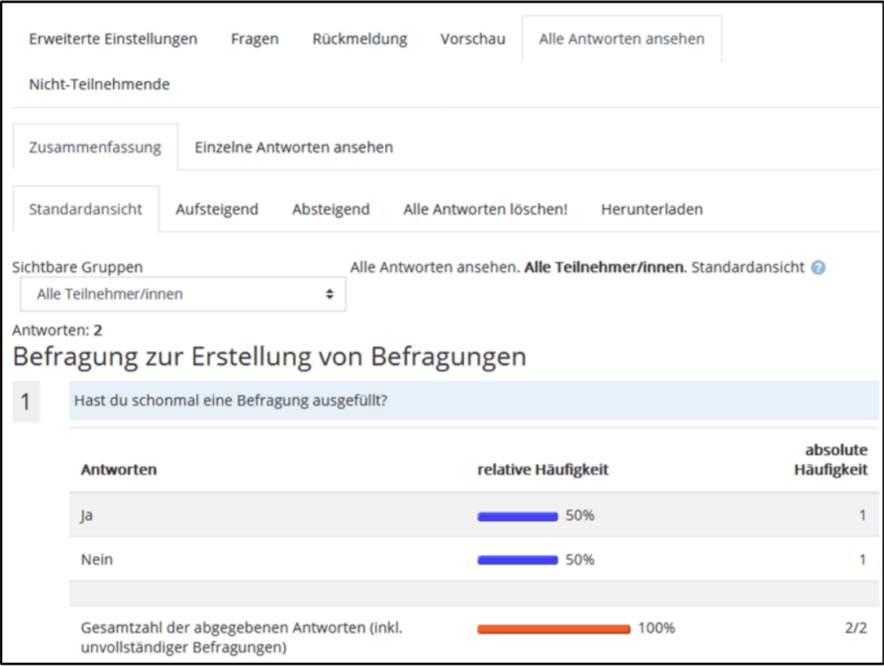 Erweiterte Einstellungen Fragen Rückmeldung Vorschau Alle Antworten ansehen
Nicht-Teilnehmende
Zusammenfassung Einzelne Antworten ansehen
Standardansicht Aufsteigend Absteigend Alle Antworten löschen! Herunterladen
Sichtbare Gruppen Alle Antworten ansehen. Alle Teilnehmer/innen. Standardansicht ?
Alle Teilnehmer/innen
Antworten: 2
Befragung zur Erstellung von Befragungen
1 Hast du schonmal eine Befragung ausgefüllt?
Antworten relative Häufigkeit absolute Häufigkeit
Ja 50% 1
Nein 50% 1
Gesamtzahl der abgegebenen Antworten (inkl. 100% 2/2
unvollständiger Befragungen)